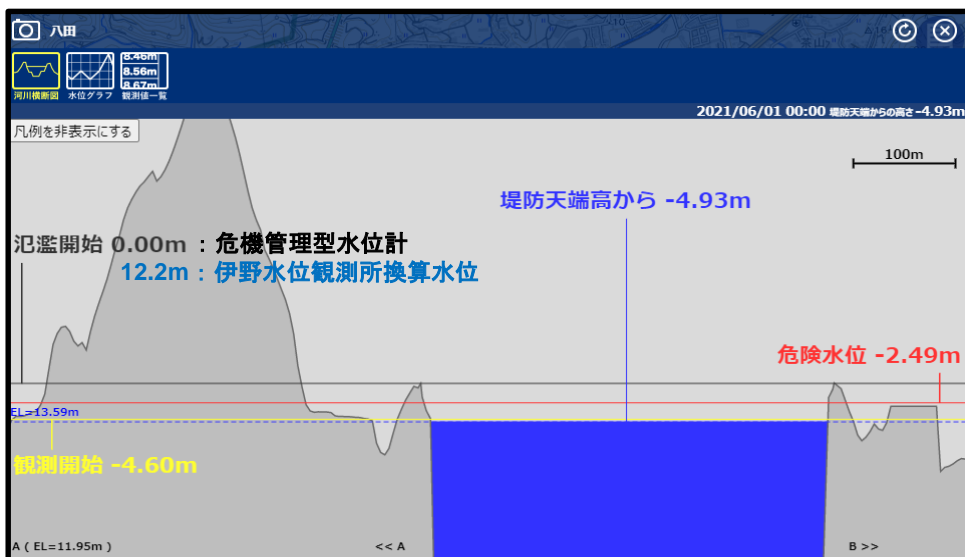 八田
8.46m
8.56m
8.67m
河川横断図 水位グラフ 観測値一覧
2021/06/01 00:00 堤防天端からの高さ-4.93m
凡例を非表示にする
100m
堤防天端高から -4.93m
氾濫開始 0.00m：危機管理型水位計
12.2m：伊野水位観測所換算水位
危険水位 -2.49m
EL=13.59m
観測開始 -4.60m
A ( EL=11.95m )
<< A
B >>